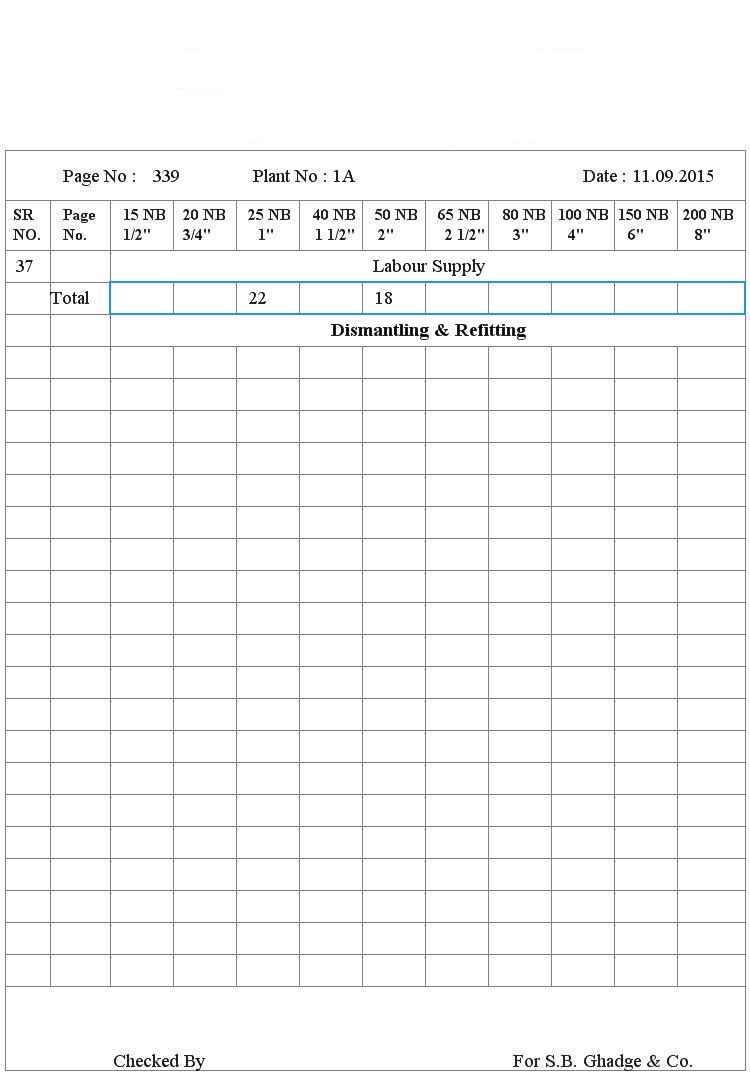 Page No : 339 Plant No : 1A Date : 11.09.2015
SR Page 15 NB 20 NB 25 NB 40 NB 50 NB 65 NB 80 NB 100 NB 150 NB 200 NB
NO. No. 1/2" 3/4" 1" 1 1/2" 2" 2 1/2" 3" 4" 6" 8"
37 Labour Supply
Total 22 18
Dismantling & Refitting
Checked By For S.B. Ghadge & Co.